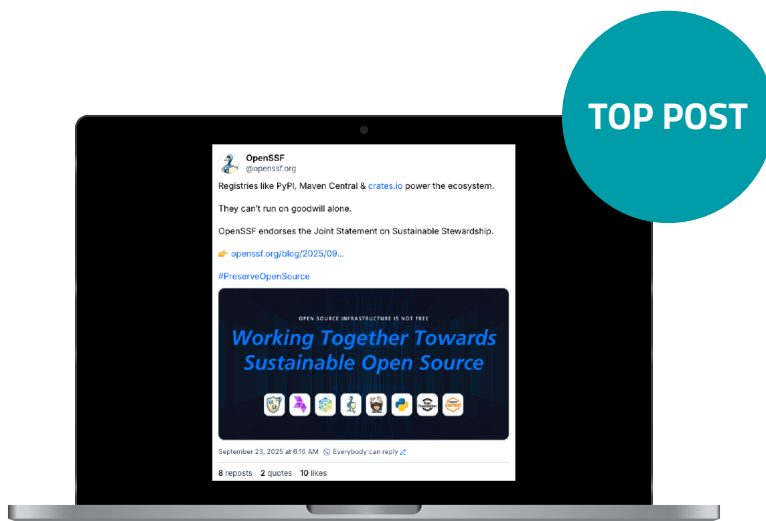 TOP POST
OpenSSF
@openssf.org
Registries like PyPI, Maven Central & crates.io power the ecosystem.
They can't run on goodwill alone.
OpenSSF endorses the Joint Statement on Sustainable Stewardship.
👉 openssf.org/blog/2025/09...
#PreserveOpenSource
OPEN SOURCE INFRASTRUCTURE IS NOT FREE
Working Together Towards
Sustainable Open Source
September 23, 2025 at 6:16 AM Everybody can reply
8 reposts 2 quotes 10 likes